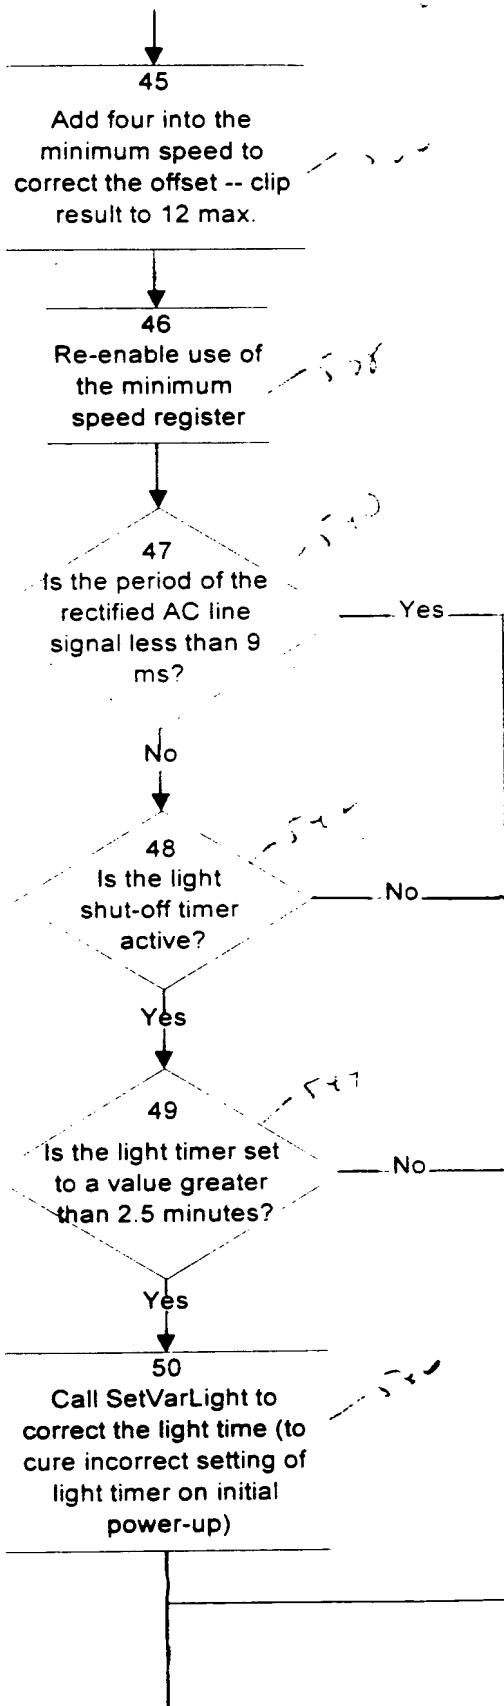 45
Add four into the
minimum speed to
correct the offset -- clip
result to 12 max.
46
Re-enable use of
the minimum
speed register
47
Is the period of the
rectified AC line
signal less than 9
ms?
Yes
No
48
Is the light
shut-off timer
active?
No
Yes
49
Is the light timer set
to a value greater
than 2.5 minutes?
No
Yes
50
Call SetVarLight to
correct the light time (to
cure incorrect setting of
light timer on initial
power-up)